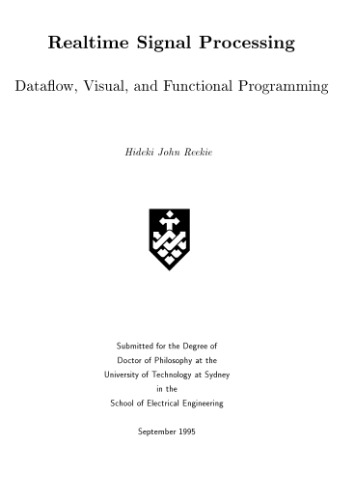 Realtime Signal Processing
Dataflow, Visual, and Functional Programming
Hideki John Reekie
Submitted for the Degree of
Doctor of Philosophy at the
University of Technology at Sydney
in the
School of Electrical Engineering
September 1995